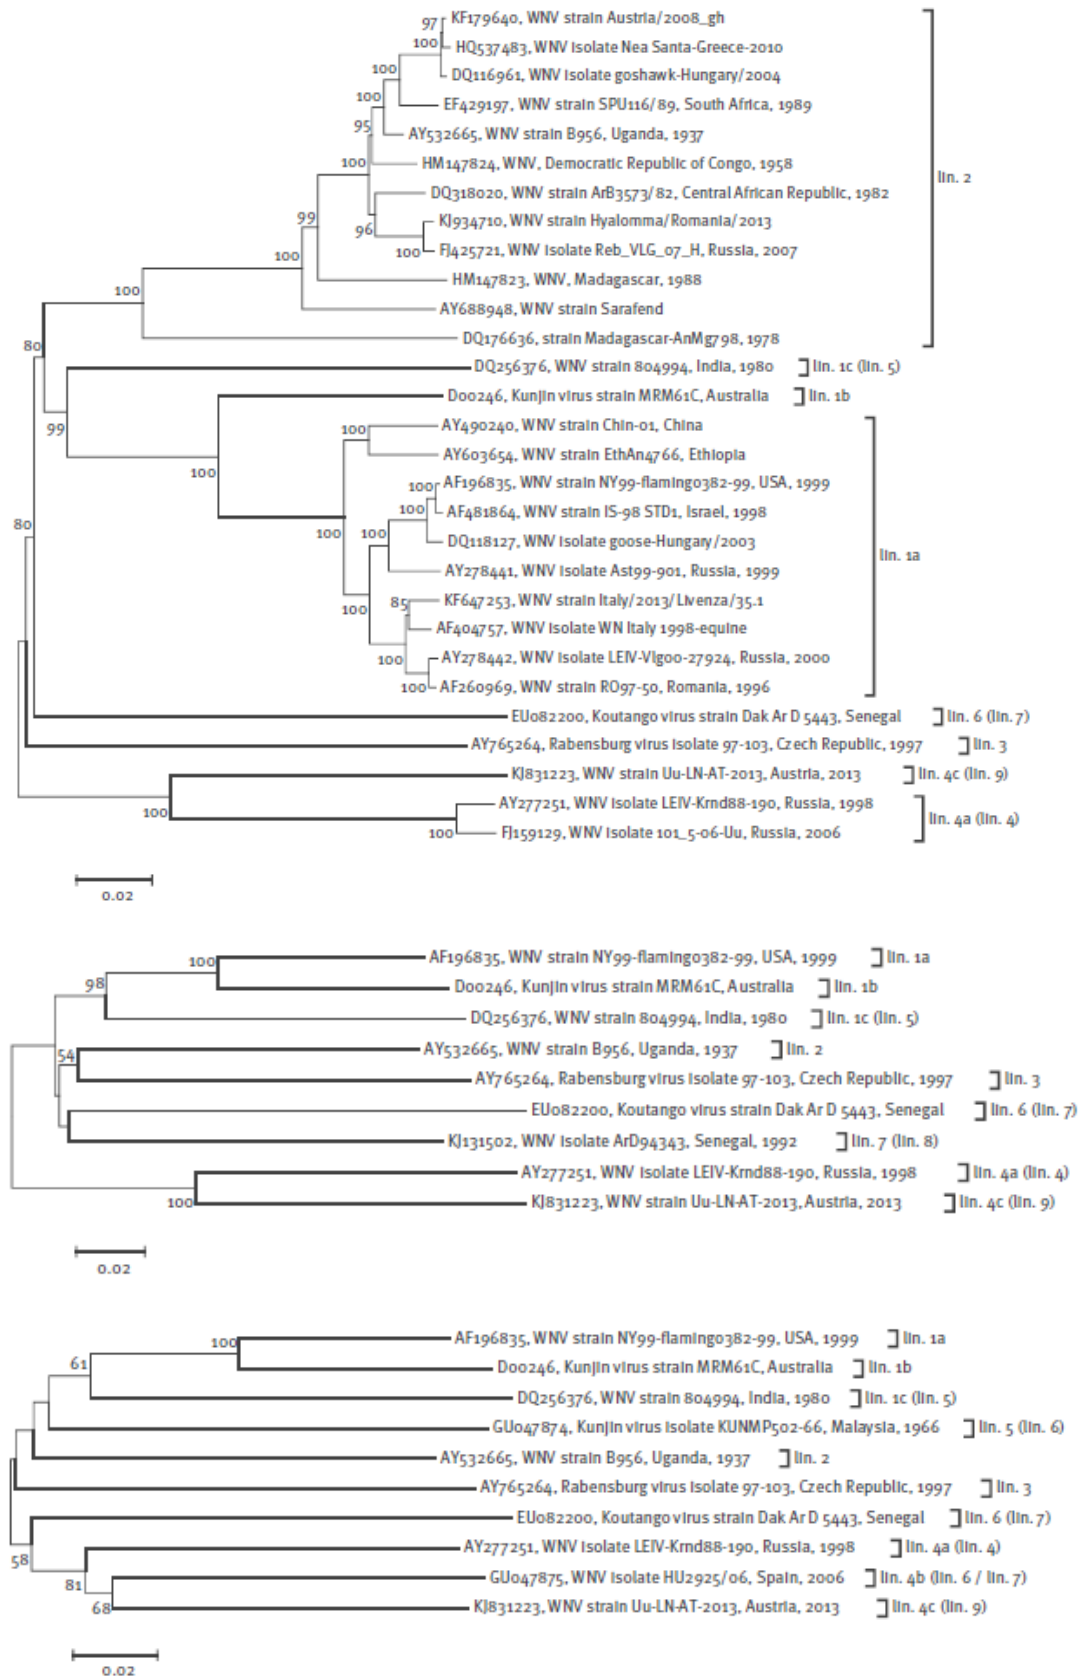 97 KF179640, WNV strain Austria/2008_gh
100 HQ537483, WNV isolate Nea Santa-Greece-2010
100 DQ116961, WNV isolate goshawk-Hungary/2004
100 EF429197, WNV strain SPU116/89, South Africa, 1989
95 AY532665, WNV strain B956, Uganda, 1937
100 HM147824, WNV, Democratic Republic of Congo, 1958
lin. 2
DQ318020, WNV strain ArB3573/82, Central African Republic, 1982
99 96 KJ934710, WNV strain Hyalomma/Romania/2013
100 100 FJ425721, WNV isolate Reb_VLG_07_H, Russia, 2007
HM147823, WNV, Madagascar, 1988
100 AY688948, WNV strain Sarafend
80 DQ176636, strain Madagascar-AnMg798, 1978
DQ256376, WNV strain 804994, India, 1980 lin. 1c (lin. 5)
D00246, Kunjin virus strain MRM61C, Australia lin. 1b
99 100 AY490240, WNV strain Chin-01, China
100 AY603654, WNV strain EthAn4766, Ethiopia
100 AF196835, WNV strain NY99-flamingo382-99, USA, 1999
80 100 AF481864, WNV strain IS-98 STD1, Israel, 1998
100 100 DQ118127, WNV isolate goose-Hungary/2003
lin. 1a
AY278441, WNV isolate Ast99-901, Russia, 1999
100 85 KF647253, WNV strain Italy/2013/Livenza/35.1
AF404757, WNV isolate WN Italy 1998-equine
100 AY278442, WNV isolate LEIV-Vlg00-27924, Russia, 2000
100 AF260969, WNV strain RO97-50, Romania, 1996
EU082200, Koutango virus strain Dak Ar D 5443, Senegal lin. 6 (lin. 7)
AY765264, Rabensburg virus isolate 97-103, Czech Republic, 1997 lin. 3
KJ831223, WNV strain Uu-LN-AT-2013, Austria, 2013 lin. 4c (lin. 9)
100 AY277251, WNV isolate LEIV-Krnd88-190, Russia, 1998
lin. 4a (lin. 4)
100 FJ159129, WNV isolate 101_5-06-Uu, Russia, 2006
0.02
100 AF196835, WNV strain NY99-flamingo382-99, USA, 1999 lin. 1a
98 D00246, Kunjin virus strain MRM61C, Australia lin. 1b
DQ256376, WNV strain 804994, India, 1980 lin. 1c (lin. 5)
54 AY532665, WNV strain B956, Uganda, 1937 lin. 2
AY765264, Rabensburg virus isolate 97-103, Czech Republic, 1997 lin. 3
EU082200, Koutango virus strain Dak Ar D 5443, Senegal lin. 6 (lin. 7)
KJ131502, WNV isolate ArD94343, Senegal, 1992 lin. 7 (lin. 8)
AY277251, WNV isolate LEIV-Krnd88-190, Russia, 1998 lin. 4a (lin. 4)
100 KJ831223, WNV strain Uu-LN-AT-2013, Austria, 2013 lin. 4c (lin. 9)
0.02
100 AF196835, WNV strain NY99-flamingo382-99, USA, 1999 lin. 1a
61 D00246, Kunjin virus strain MRM61C, Australia lin. 1b
DQ256376, WNV strain 804994, India, 1980 lin. 1c (lin. 5)
GU047874, Kunjin virus isolate KUNMP502-66, Malaysia, 1966 lin. 5 (lin. 6)
AY532665, WNV strain B956, Uganda, 1937 lin. 2
AY765264, Rabensburg virus isolate 97-103, Czech Republic, 1997 lin. 3
EU082200, Koutango virus strain Dak Ar D 5443, Senegal lin. 6 (lin. 7)
58 AY277251, WNV isolate LEIV-Krnd88-190, Russia, 1998 lin. 4a (lin. 4)
81 GU047875, WNV isolate HU2925/06, Spain, 2006 lin. 4b (lin. 6 / lin. 7)
68 KJ831223, WNV strain Uu-LN-AT-2013, Austria, 2013 lin. 4c (lin. 9)
0.02